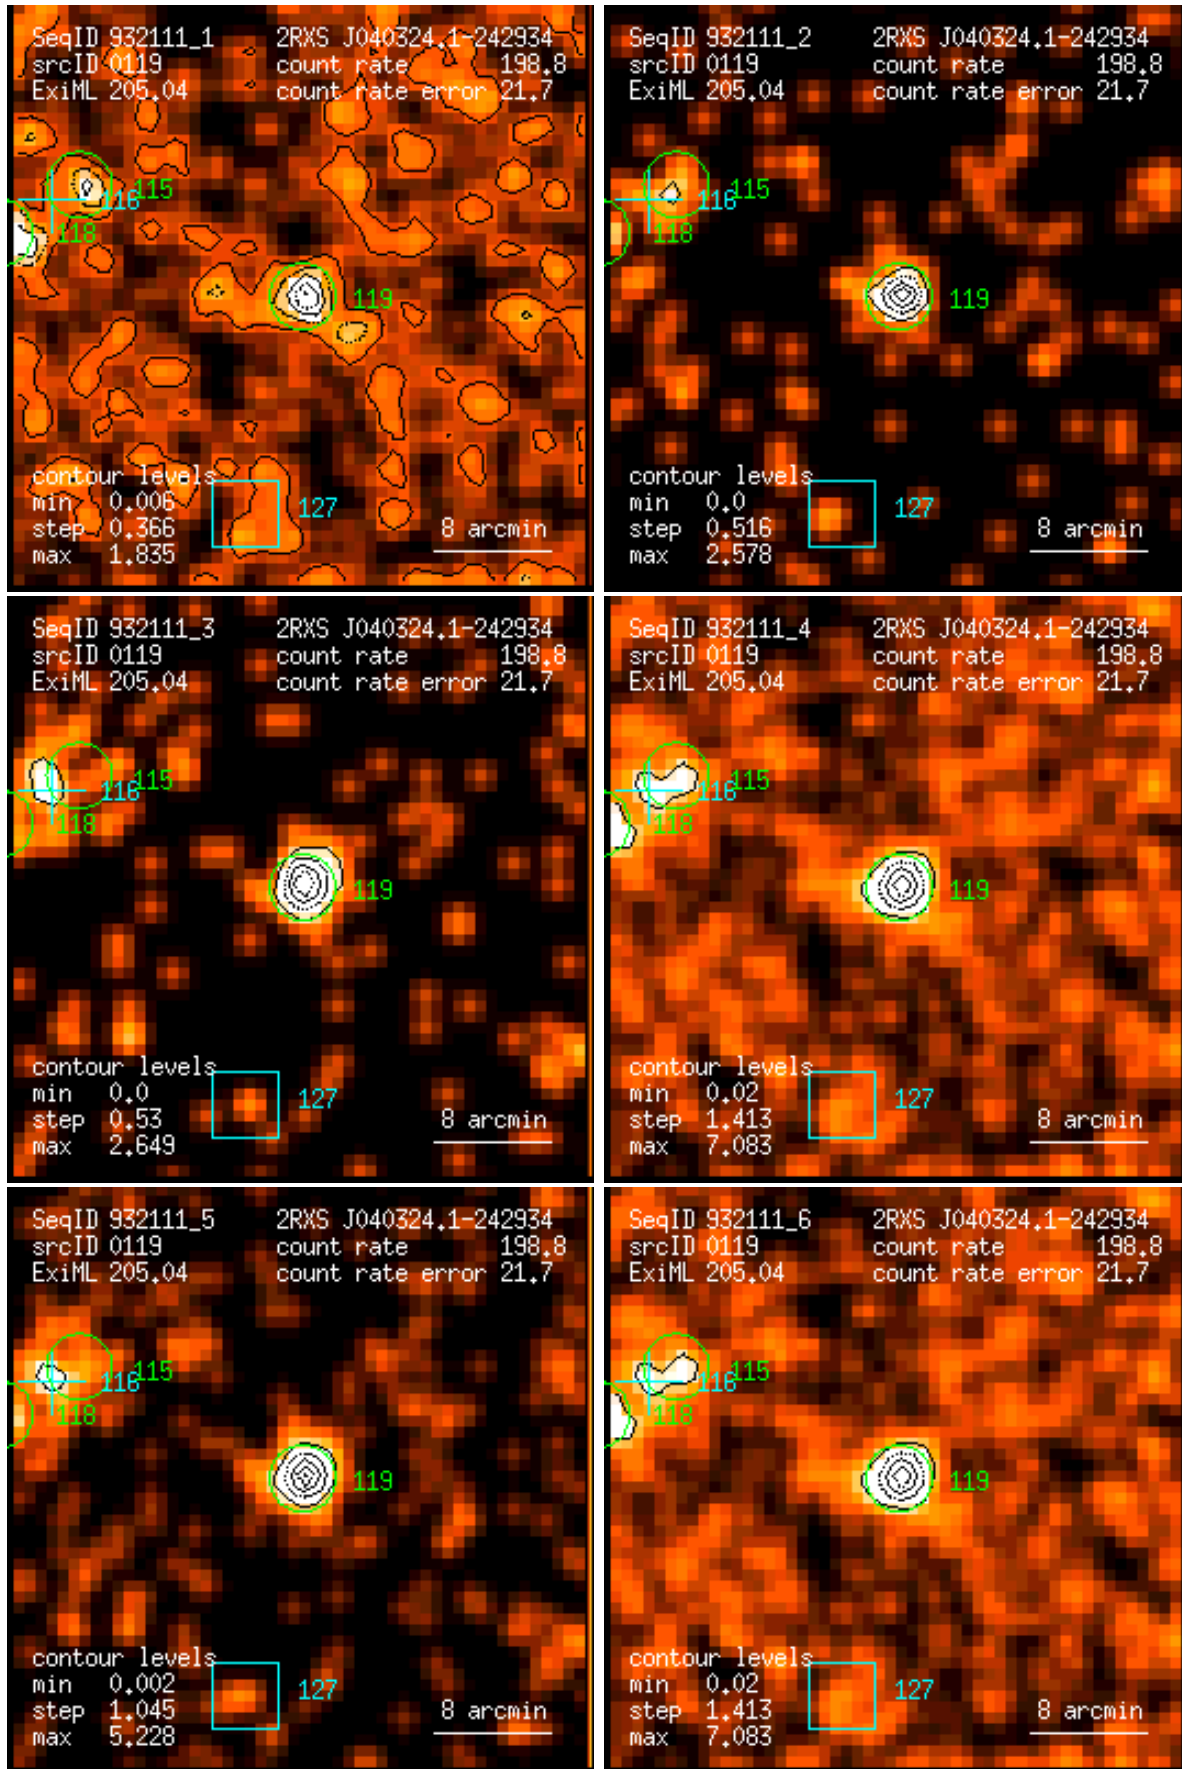 SeqID 932111_1 2RXS J040324.1-242934
srcID 0119 count rate 198.8
ExiML 205.04 count rate error 21.7
115
116
118
119
contour levels
min 0.006
127
step 0.366 8 arcmin
max 1.835
SeqID 932111_2 2RXS J040324.1-242934
srcID 0119 count rate 198.8
ExiML 205.04 count rate error 21.7
115
116
118
119
contour levels
min 0.0
127
step 0.516 8 arcmin
max 2.578
SeqID 932111_3 2RXS J040324.1-242934
srcID 0119 count rate 198.8
ExiML 205.04 count rate error 21.7
115
116
118
119
contour levels
min 0.0
127
step 0.53 8 arcmin
max 2.649
SeqID 932111_4 2RXS J040324.1-242934
srcID 0119 count rate 198.8
ExiML 205.04 count rate error 21.7
115
116
118
119
contour levels
min 0.02
127
step 1.413 8 arcmin
max 7.083
SeqID 932111_5 2RXS J040324.1-242934
srcID 0119 count rate 198.8
ExiML 205.04 count rate error 21.7
115
116
118
119
contour levels
min 0.002
127
step 1.045 8 arcmin
max 5.228
SeqID 932111_6 2RXS J040324.1-242934
srcID 0119 count rate 198.8
ExiML 205.04 count rate error 21.7
115
116
118
119
contour levels
min 0.02
127
step 1.413 8 arcmin
max 7.083